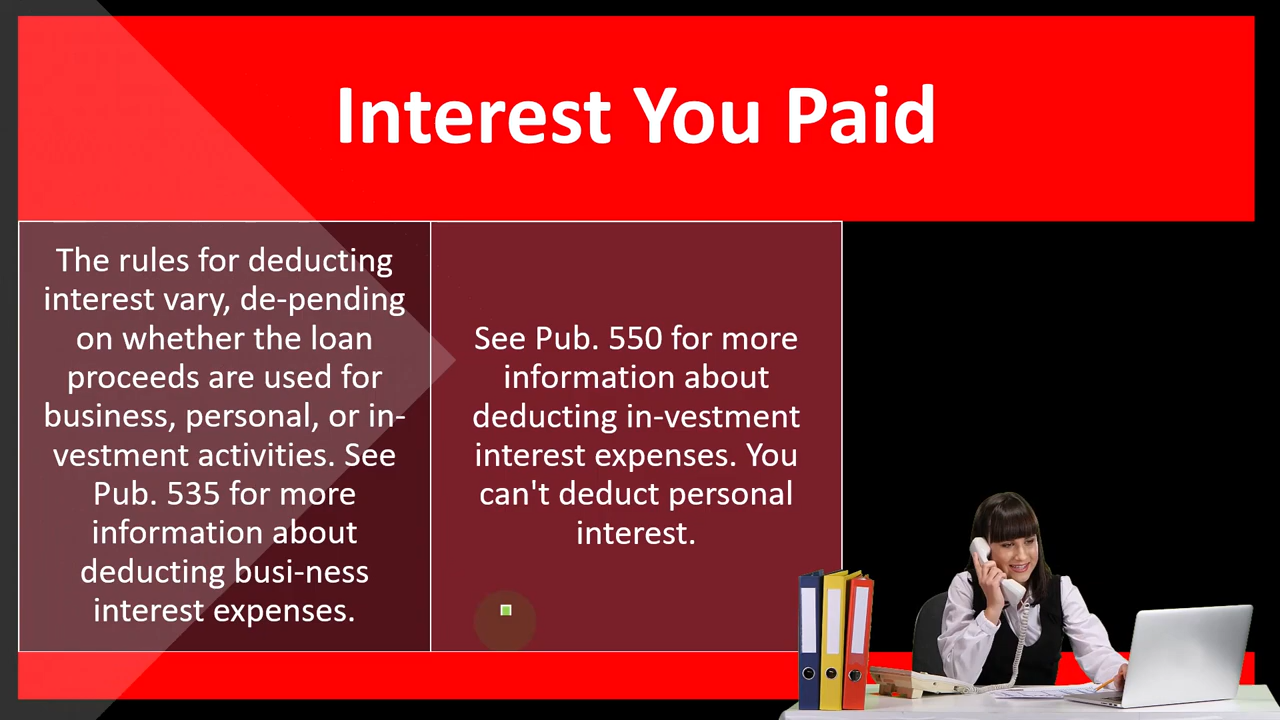 Interest You Paid
The rules for deducting
interest vary, de-pending
on whether the loan
proceeds are used for
business, personal, or in-
vestment activities. See
Pub. 535 for more
information about
deducting busi-ness
interest expenses.
See Pub. 550 for more
information about
deducting in-vestment
interest expenses. You
can't deduct personal
interest.